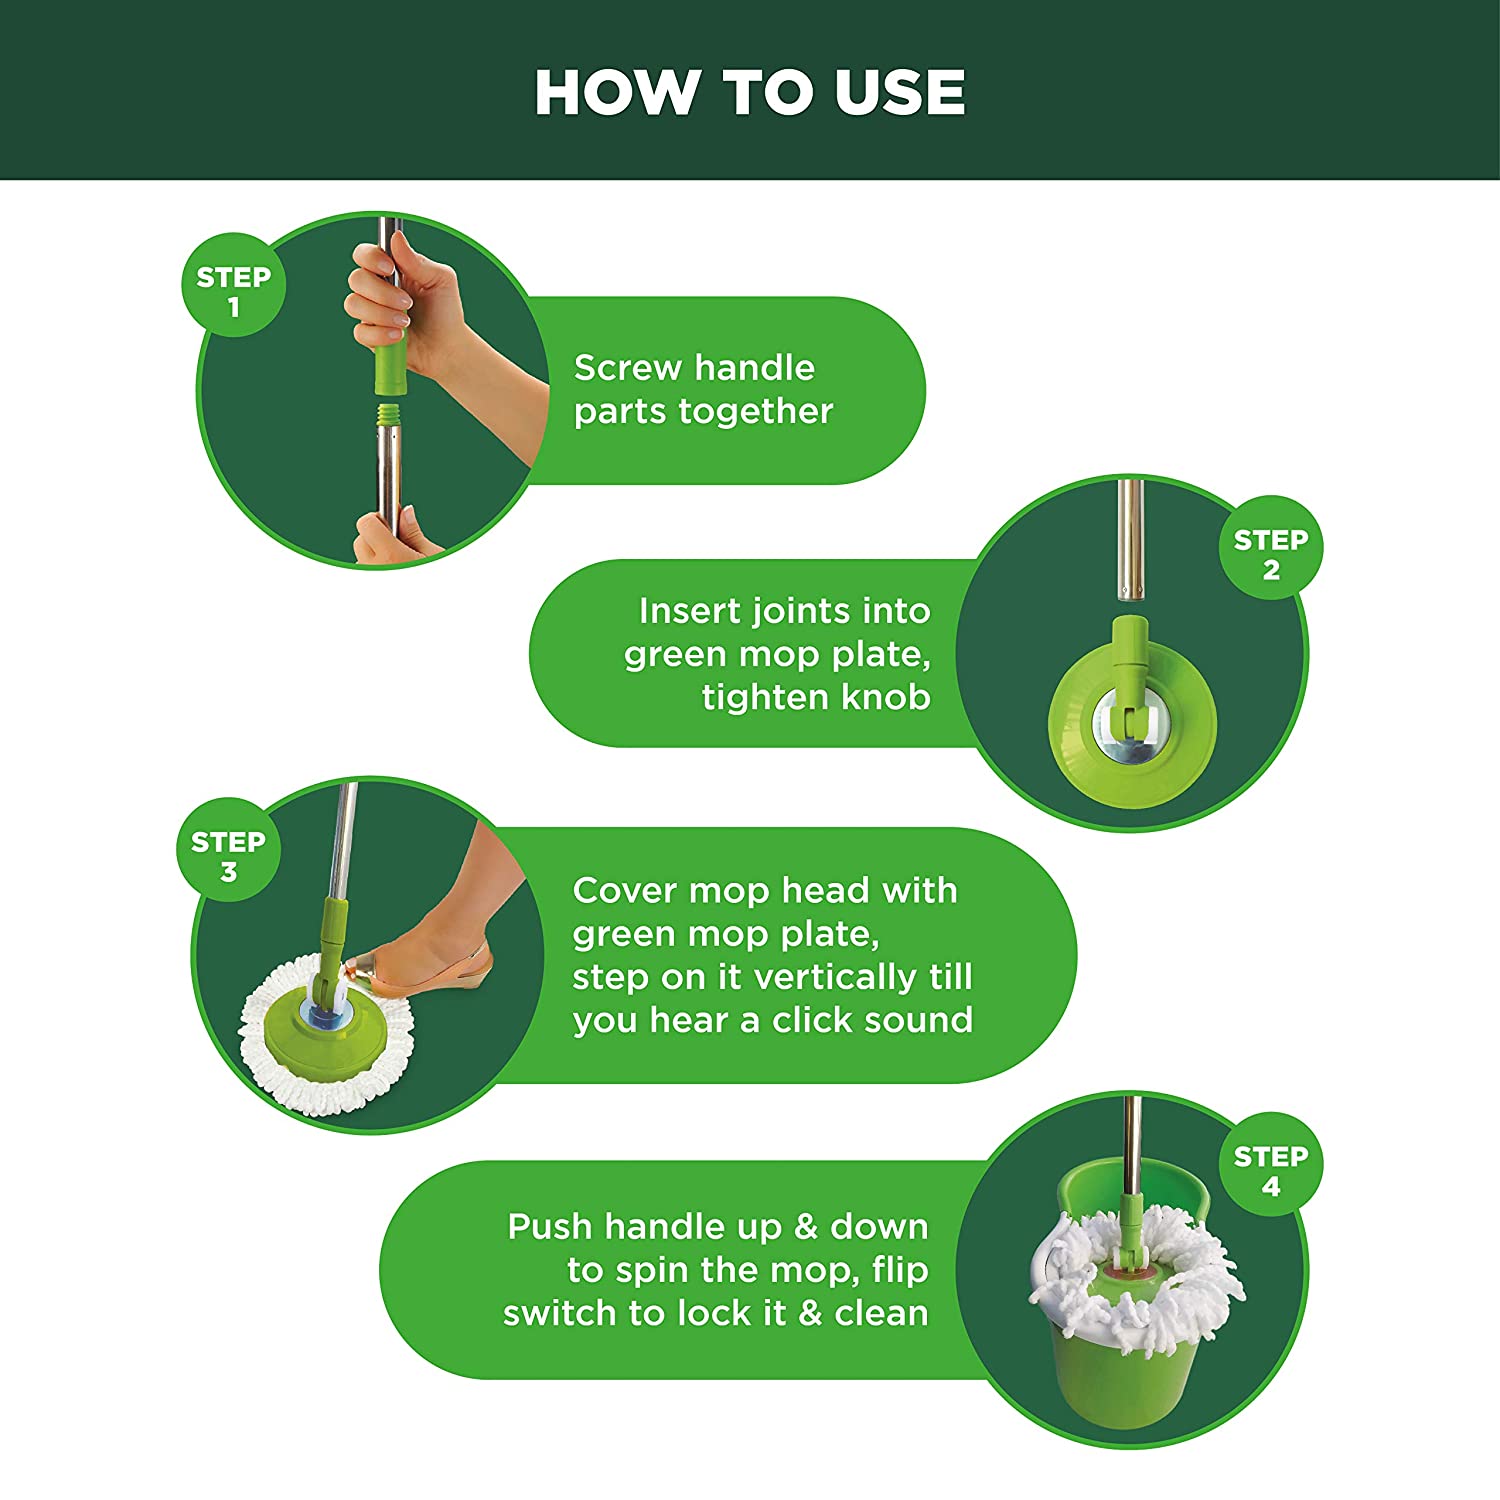 HOW TO USE
STEP
1
Screw handle
parts together
STEP
2
Insert joints into
green mop plate,
tighten knob
STEP
3
Cover mop head with
green mop plate,
step on it vertically till
you hear a click sound
STEP
4
Push handle up & down
to spin the mop, flip
switch to lock it & clean